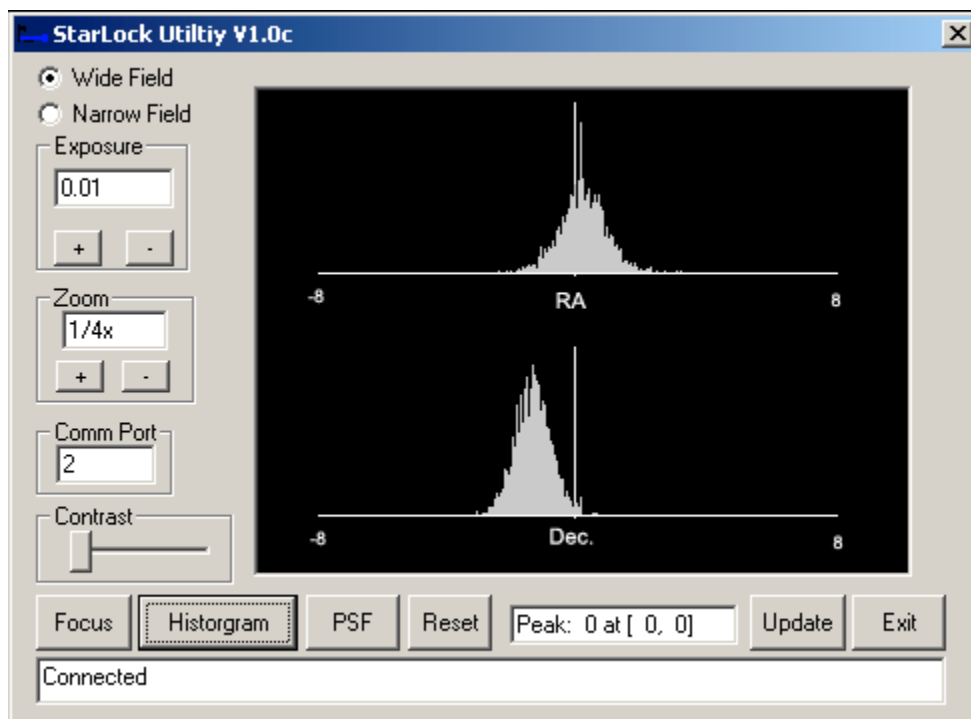 StarLock Utiltiy V1.0c
Wide Field
Narrow Field
Exposure
0.01
+ -
Zoom
1/4x
+ -
Comm Port
2
Contrast
-8 RA 8
-8 Dec. 8
Focus Historgram PSF Reset Peak: 0 at [ 0, 0] Update Exit
Connected